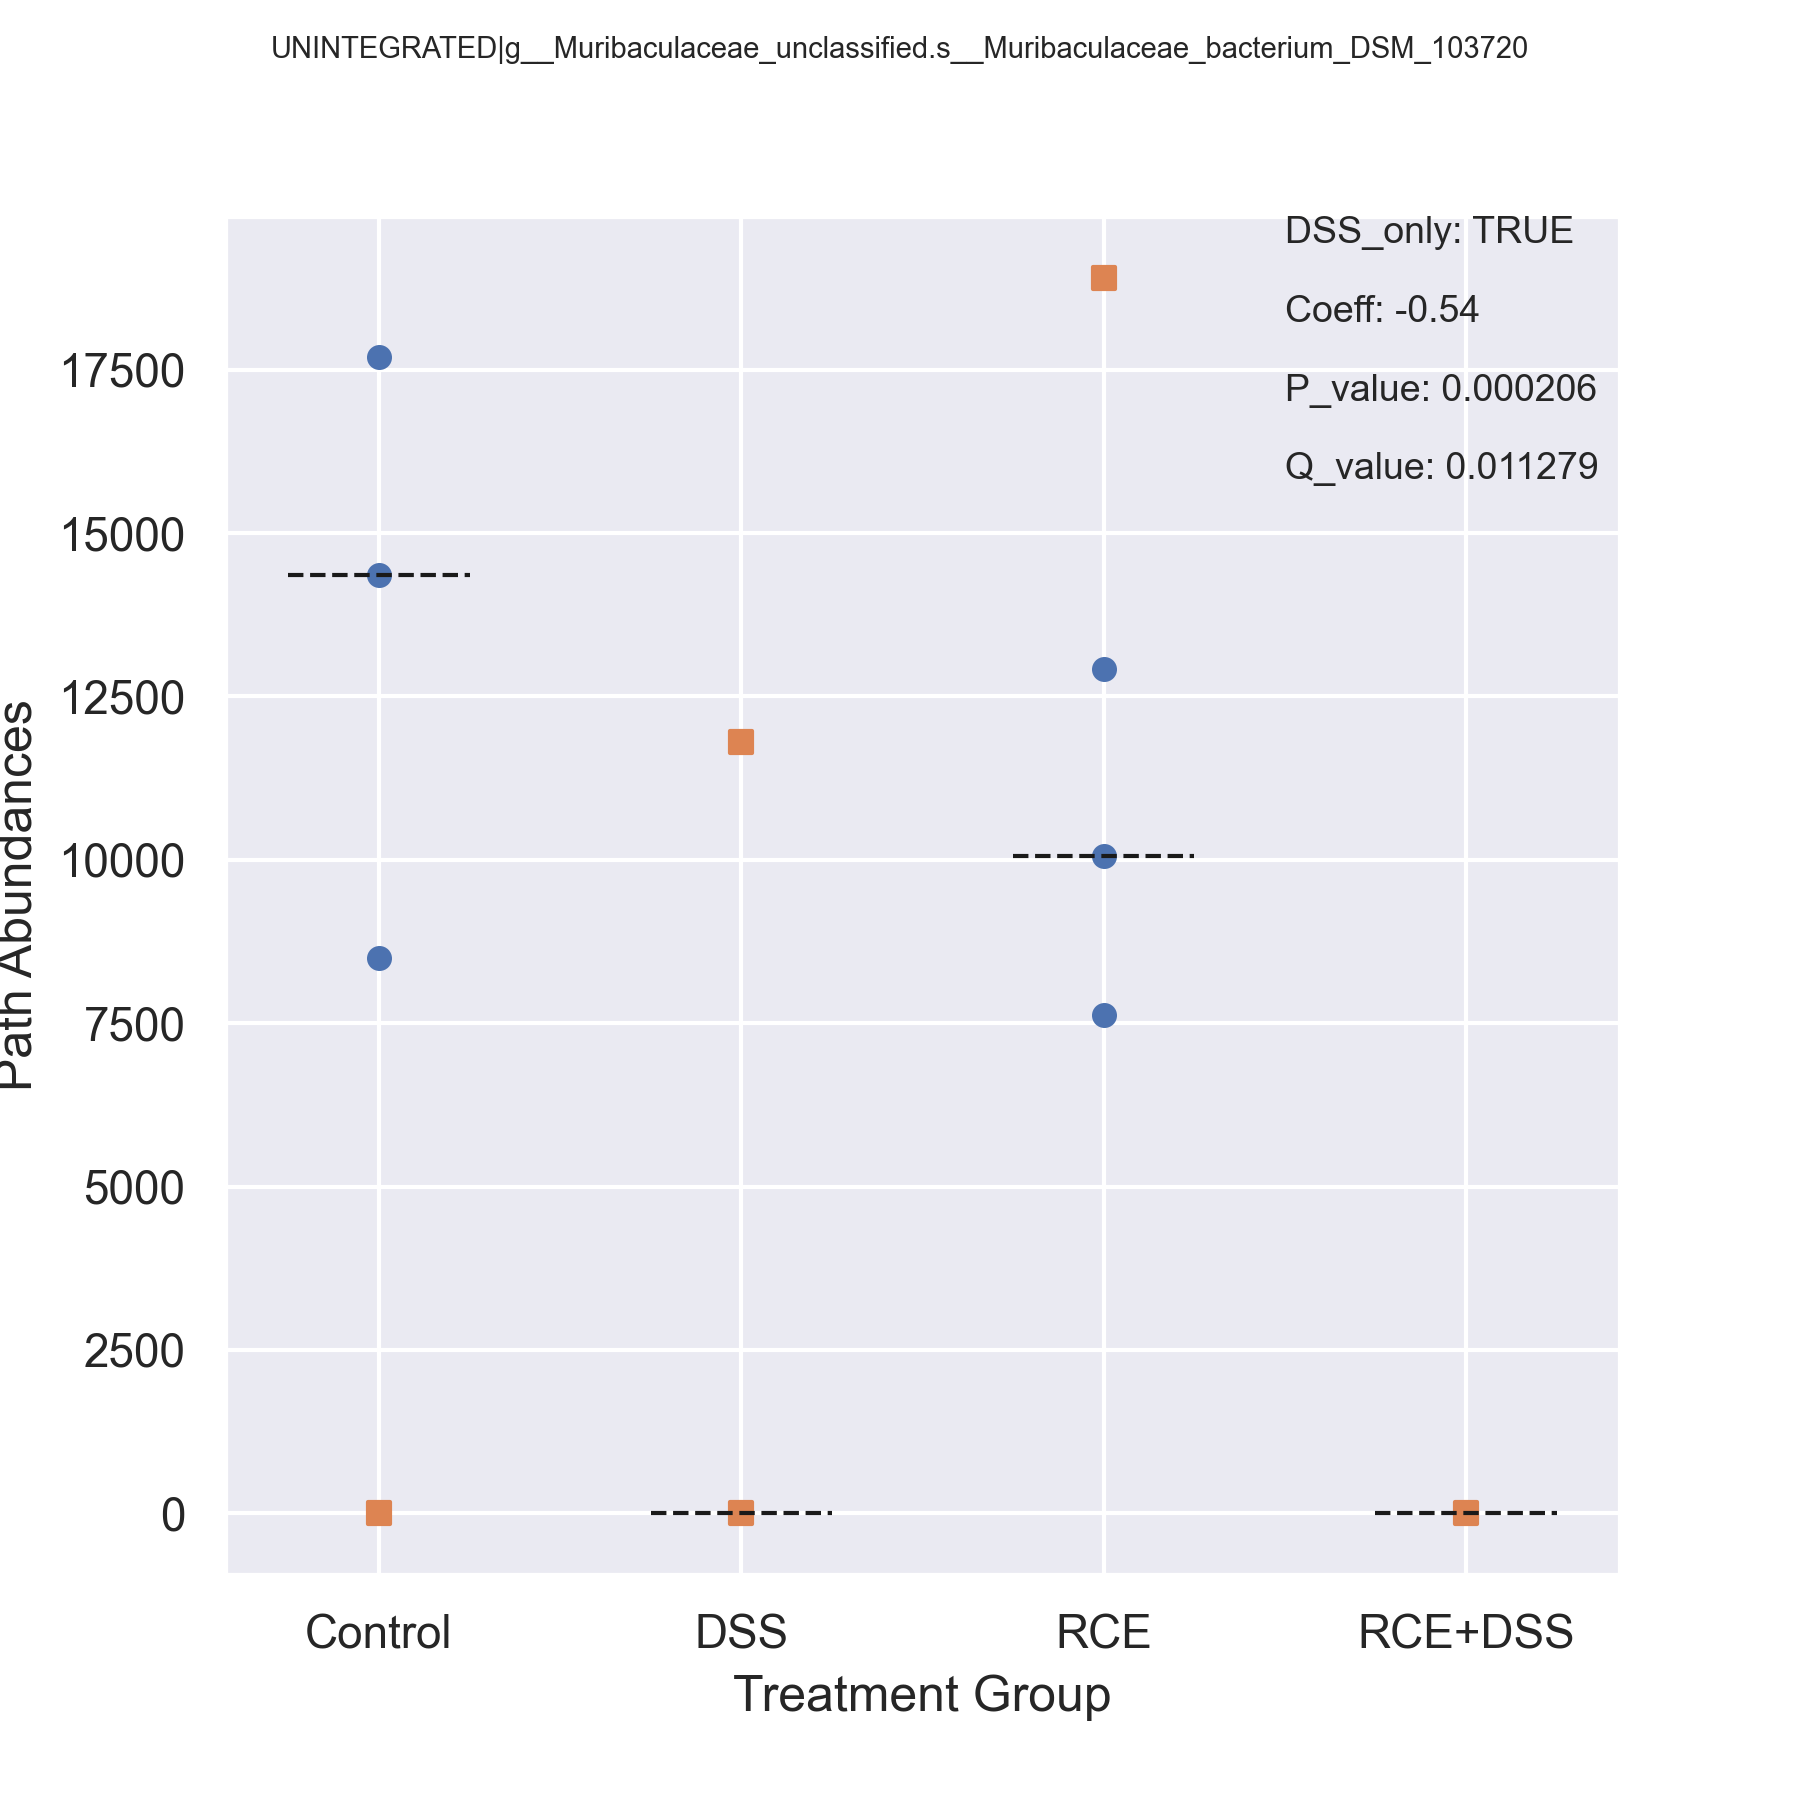 UNINTEGRATED|g__Muribaculaceae_unclassified.s__Muribaculaceae_bacterium_DSM_103720
DSS_only: TRUE
Coeff: -0.54
P_value: 0.000206
Q_value: 0.011279
17500
15000
12500
10000
7500
5000
2500
0
Path Abundances
Control
DSS
RCE
RCE+DSS
Treatment Group